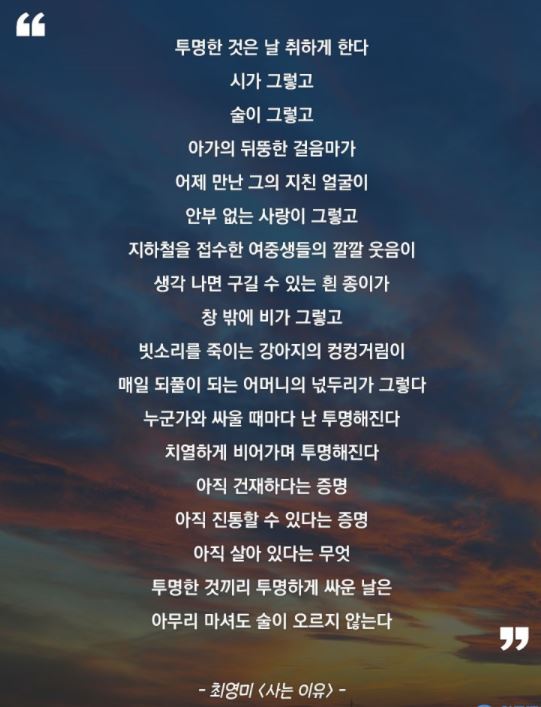 ❝
투명한 것은 날 취하게 한다
시가 그렇고
술이 그렇고
아가의 뒤뚱한 걸음마가
어제 만난 그의 지친 얼굴이
안부 없는 사랑이 그렇고
지하철을 접수한 여중생들의 깔깔 웃음이
생각 나면 구길 수 있는 흰 종이가
창 밖에 비가 그렇고
빗소리를 죽이는 강아지의 컹컹거림이
매일 되풀이 되는 어머니의 넋두리가 그렇다
누군가와 싸울 때마다 난 투명해진다
치열하게 비어가며 투명해진다
아직 건재하다는 증명
아직 진통할 수 있다는 증명
아직 살아 있다는 무엇
투명한 것끼리 투명하게 싸운 날은
아무리 마셔도 술이 오르지 않는다
❞
- 최영미 〈사는 이유〉 -